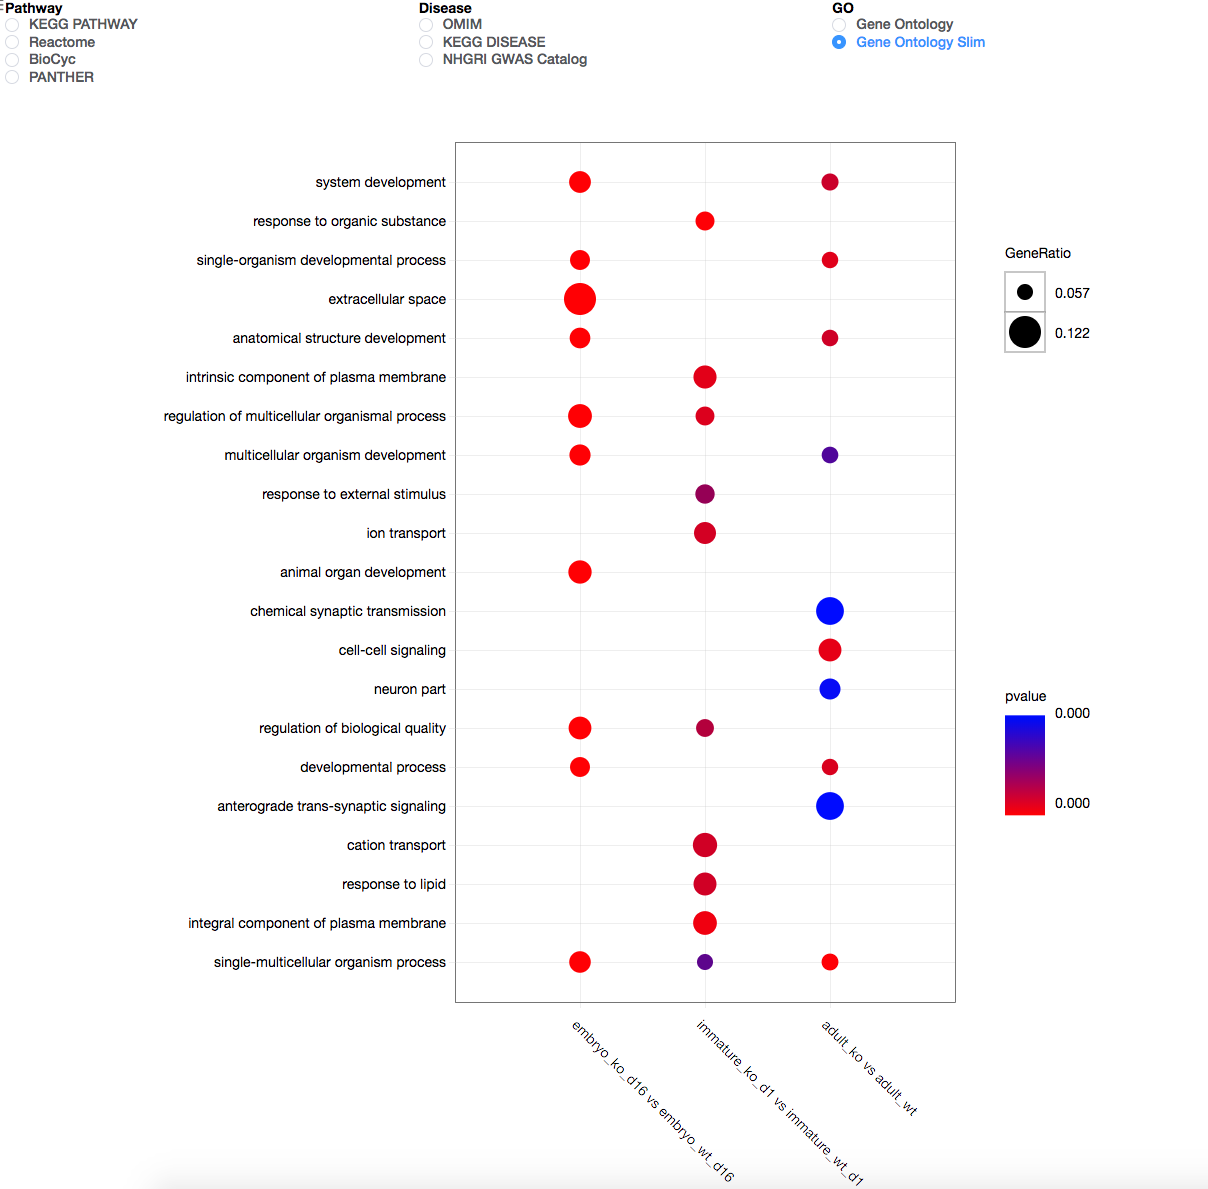 Pathway
KEGG PATHWAY
Reactome
BioCyc
PANTHER
Disease
OMIM
KEGG DISEASE
NHGRI GWAS Catalog
GO
Gene Ontology
Gene Ontology Slim
system development
response to organic substance
single-organism developmental process
extracellular space
anatomical structure development
intrinsic component of plasma membrane
regulation of multicellular organismal process
multicellular organism development
response to external stimulus
ion transport
animal organ development
chemical synaptic transmission
cell-cell signaling
neuron part
regulation of biological quality
developmental process
anterograde trans-synaptic signaling
cation transport
response to lipid
integral component of plasma membrane
single-multicellular organism process
embryo_ko_d16 vs embryo_wt_d16
immature_ko_d1 vs immature_wt_d1
adult_ko vs adult_wt
GeneRatio
0.057
0.122
pvalue
0.000
0.000